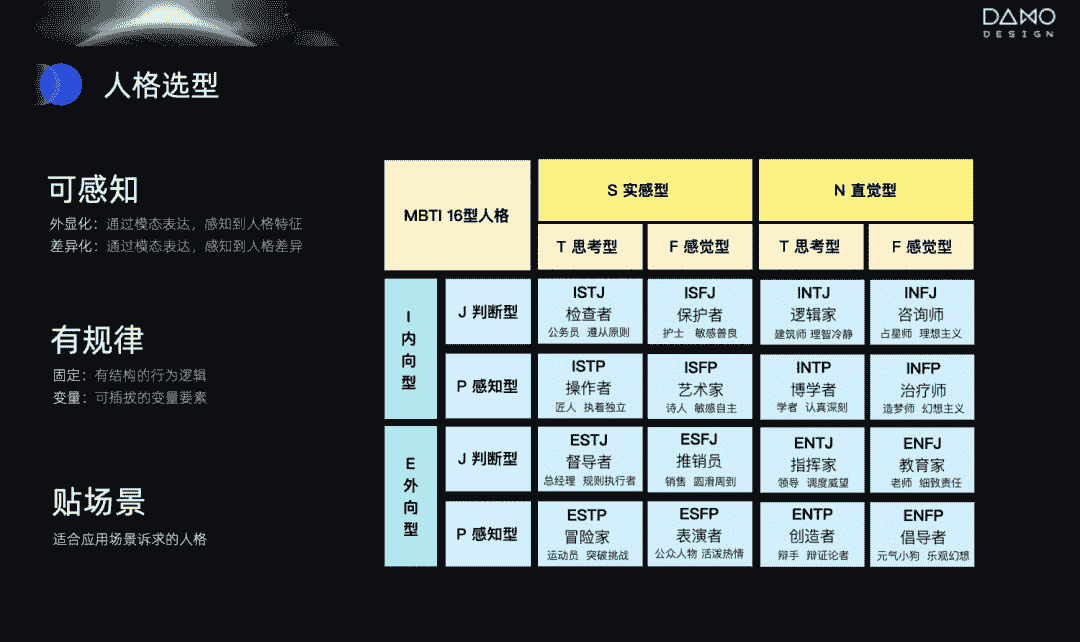 DAMO
DESIGN
人格选型
可感知
外显化：通过模态表达，感知到人格特征
差异化：通过模态表达，感知到人格差异
有规律
固定：有结构的行为逻辑
变量：可插拔的变量要素
贴场景
适合应用场景诉求的人格
MBTI 16型人格
S 实感型
N 直觉型
T 思考型
F 感觉型
T 思考型
F 感觉型
I 内向型
J 判断型
ISTJ
检查者
公务员 遵从原则
ISFJ
保护者
护士 敏感善良
INTJ
逻辑家
建筑师 理智冷静
INFJ
咨询师
占星师 理想主义
P 感知型
ISTP
操作者
匠人 执着独立
ISFP
艺术家
诗人 敏感自主
INTP
博学者
学者 认真深刻
INFP
治疗师
造梦师 幻想主义
E 外向型
J 判断型
ESTJ
督导者
总经理 规则执行者
ESFJ
推销员
销售 圆滑周到
ENTJ
指挥家
领导 调度威望
ENFJ
教育家
老师 细致责任
P 感知型
ESTP
冒险家
运动员 突破挑战
ESFP
表演者
公众人物 活泼热情
ENTP
创造者
辩手 辩证论者
ENFP
倡导者
元气小狗 乐观幻想